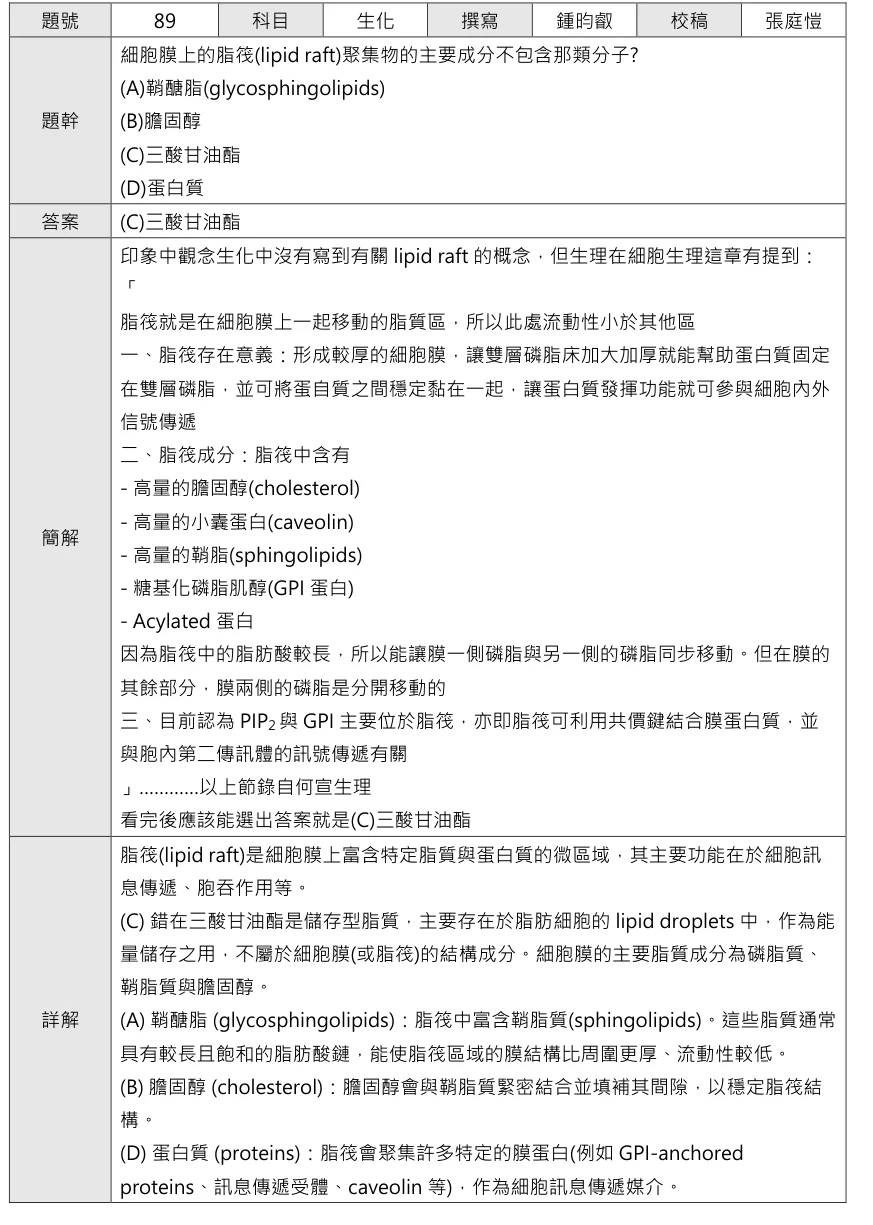 題號 89 科目 生化 撰寫 鍾昀叡 校稿 張庭愷
題幹
細胞膜上的脂筏(lipid raft)聚集物的主要成分不包含那類分子?
(A)鞘醣脂(glycosphingolipids)
(B)膽固醇
(C)三酸甘油酯
(D)蛋白質
答案 (C)三酸甘油酯
簡解
印象中觀念生化中沒有寫到有關 lipid raft 的概念，但生理在細胞生理這章有提到：
「
脂筏就是在細胞膜上一起移動的脂質區，所以此處流動性小於其他區
一、脂筏存在意義：形成較厚的細胞膜，讓雙層磷脂床加大加厚就能幫助蛋白質固定
在雙層磷脂，並可將蛋自質之間穩定黏在一起，讓蛋白質發揮功能就可參與細胞內外
信號傳遞
二、脂筏成分：脂筏中含有
- 高量的膽固醇(cholesterol)
- 高量的小囊蛋白(caveolin)
- 高量的鞘脂(sphingolipids)
- 糖基化磷脂肌醇(GPI 蛋白)
- Acylated 蛋白
因為脂筏中的脂肪酸較長，所以能讓膜一側磷脂與另一側的磷脂同步移動。但在膜的
其餘部分，膜兩側的磷脂是分開移動的
三、目前認為 PIP₂ 與 GPI 主要位於脂筏，亦即脂筏可利用共價鍵結合膜蛋白質，並
與胞內第二傳訊體的訊號傳遞有關
」…………以上節錄自何宣生理
看完後應該能選出答案就是(C)三酸甘油酯
詳解
脂筏(lipid raft)是細胞膜上富含特定脂質與蛋白質的微區域，其主要功能在於細胞訊
息傳遞、胞吞作用等。
(C) 錯在三酸甘油酯是儲存型脂質，主要存在於脂肪細胞的 lipid droplets 中，作為能
量儲存之用，不屬於細胞膜(或脂筏)的結構成分。細胞膜的主要脂質成分為磷脂質、
鞘脂質與膽固醇。
(A) 鞘醣脂 (glycosphingolipids)：脂筏中富含鞘脂質(sphingolipids)。這些脂質通常
具有較長且飽和的脂肪酸鏈，能使脂筏區域的膜結構比周圍更厚、流動性較低。
(B) 膽固醇 (cholesterol)：膽固醇會與鞘脂質緊密結合並填補其間隙，以穩定脂筏結
構。
(D) 蛋白質 (proteins)：脂筏會聚集許多特定的膜蛋白(例如 GPI-anchored
proteins、訊息傳遞受體、caveolin 等)，作為細胞訊息傳遞媒介。